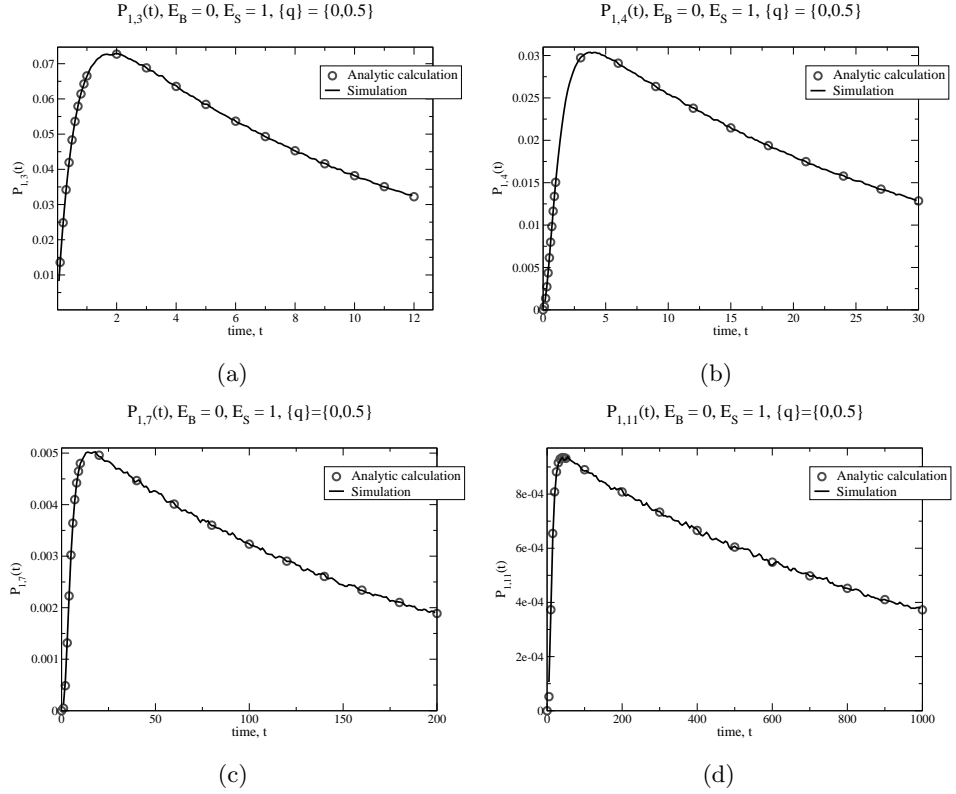 P1,3(t), EB = 0, ES = 1, {q} = {0,0.5}
0.07
0.06
0.05
0.04
0.03
0.02
0.01
P1,3(t)
Analytic calculation
Simulation
2
4
6
8
10
12
time, t
(a)
P1,4(t), EB = 0, ES = 1, {q} = {0,0.5}
0.03
0.025
0.02
0.015
0.01
0.005
0
P1,4(t)
Analytic calculation
Simulation
0
5
10
15
20
25
30
time, t
(b)
P1,7(t), EB = 0, ES = 1, {q}={0,0.5}
0.005
0.004
0.003
0.002
0.001
0
P1,7(t)
Analytic calculation
Simulation
0
50
100
150
200
time, t
(c)
P1,11(t), EB = 0, ES = 1, {q}={0,0.5}
8e-04
6e-04
4e-04
2e-04
0
P1,11(t)
Analytic calculation
Simulation
0
200
400
600
800
1000
time, t
(d)